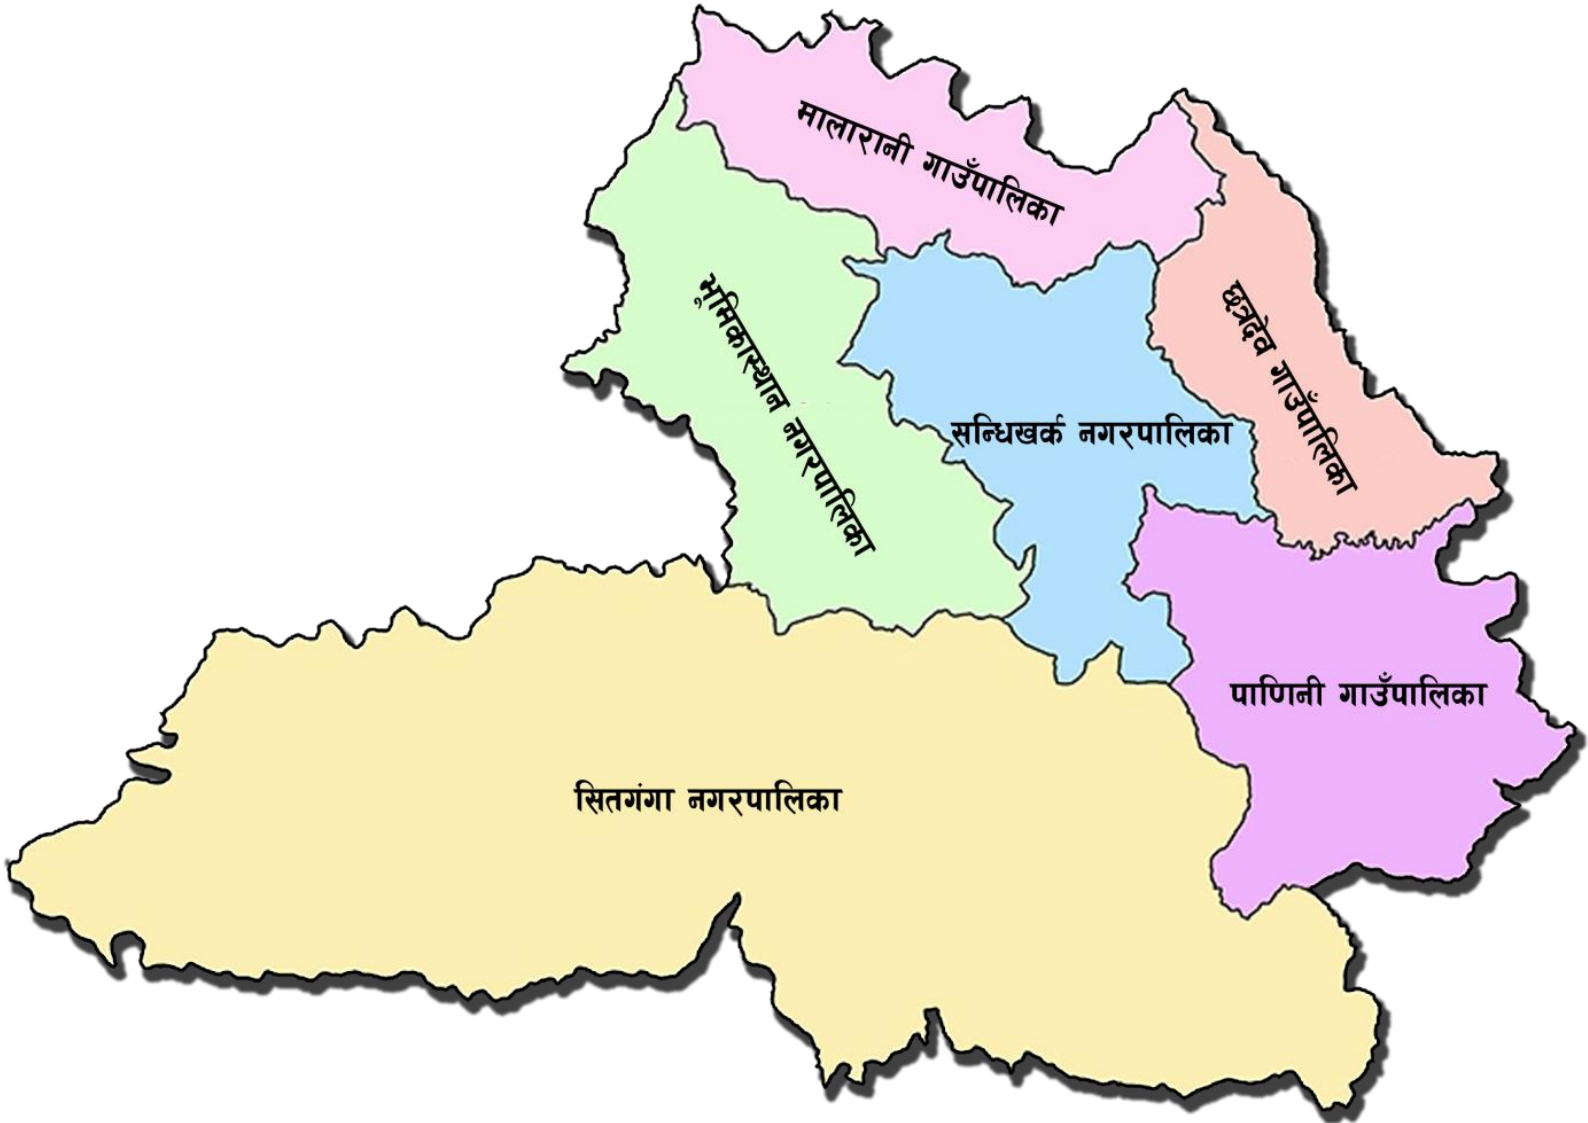 मालारानी गाउँपालिका
छत्रदेव गाउँपालिका
भूमिकास्थान नगरपालिका
सन्धिखर्क नगरपालिका
पाणिनी गाउँपालिका
सितगंगा नगरपालिका